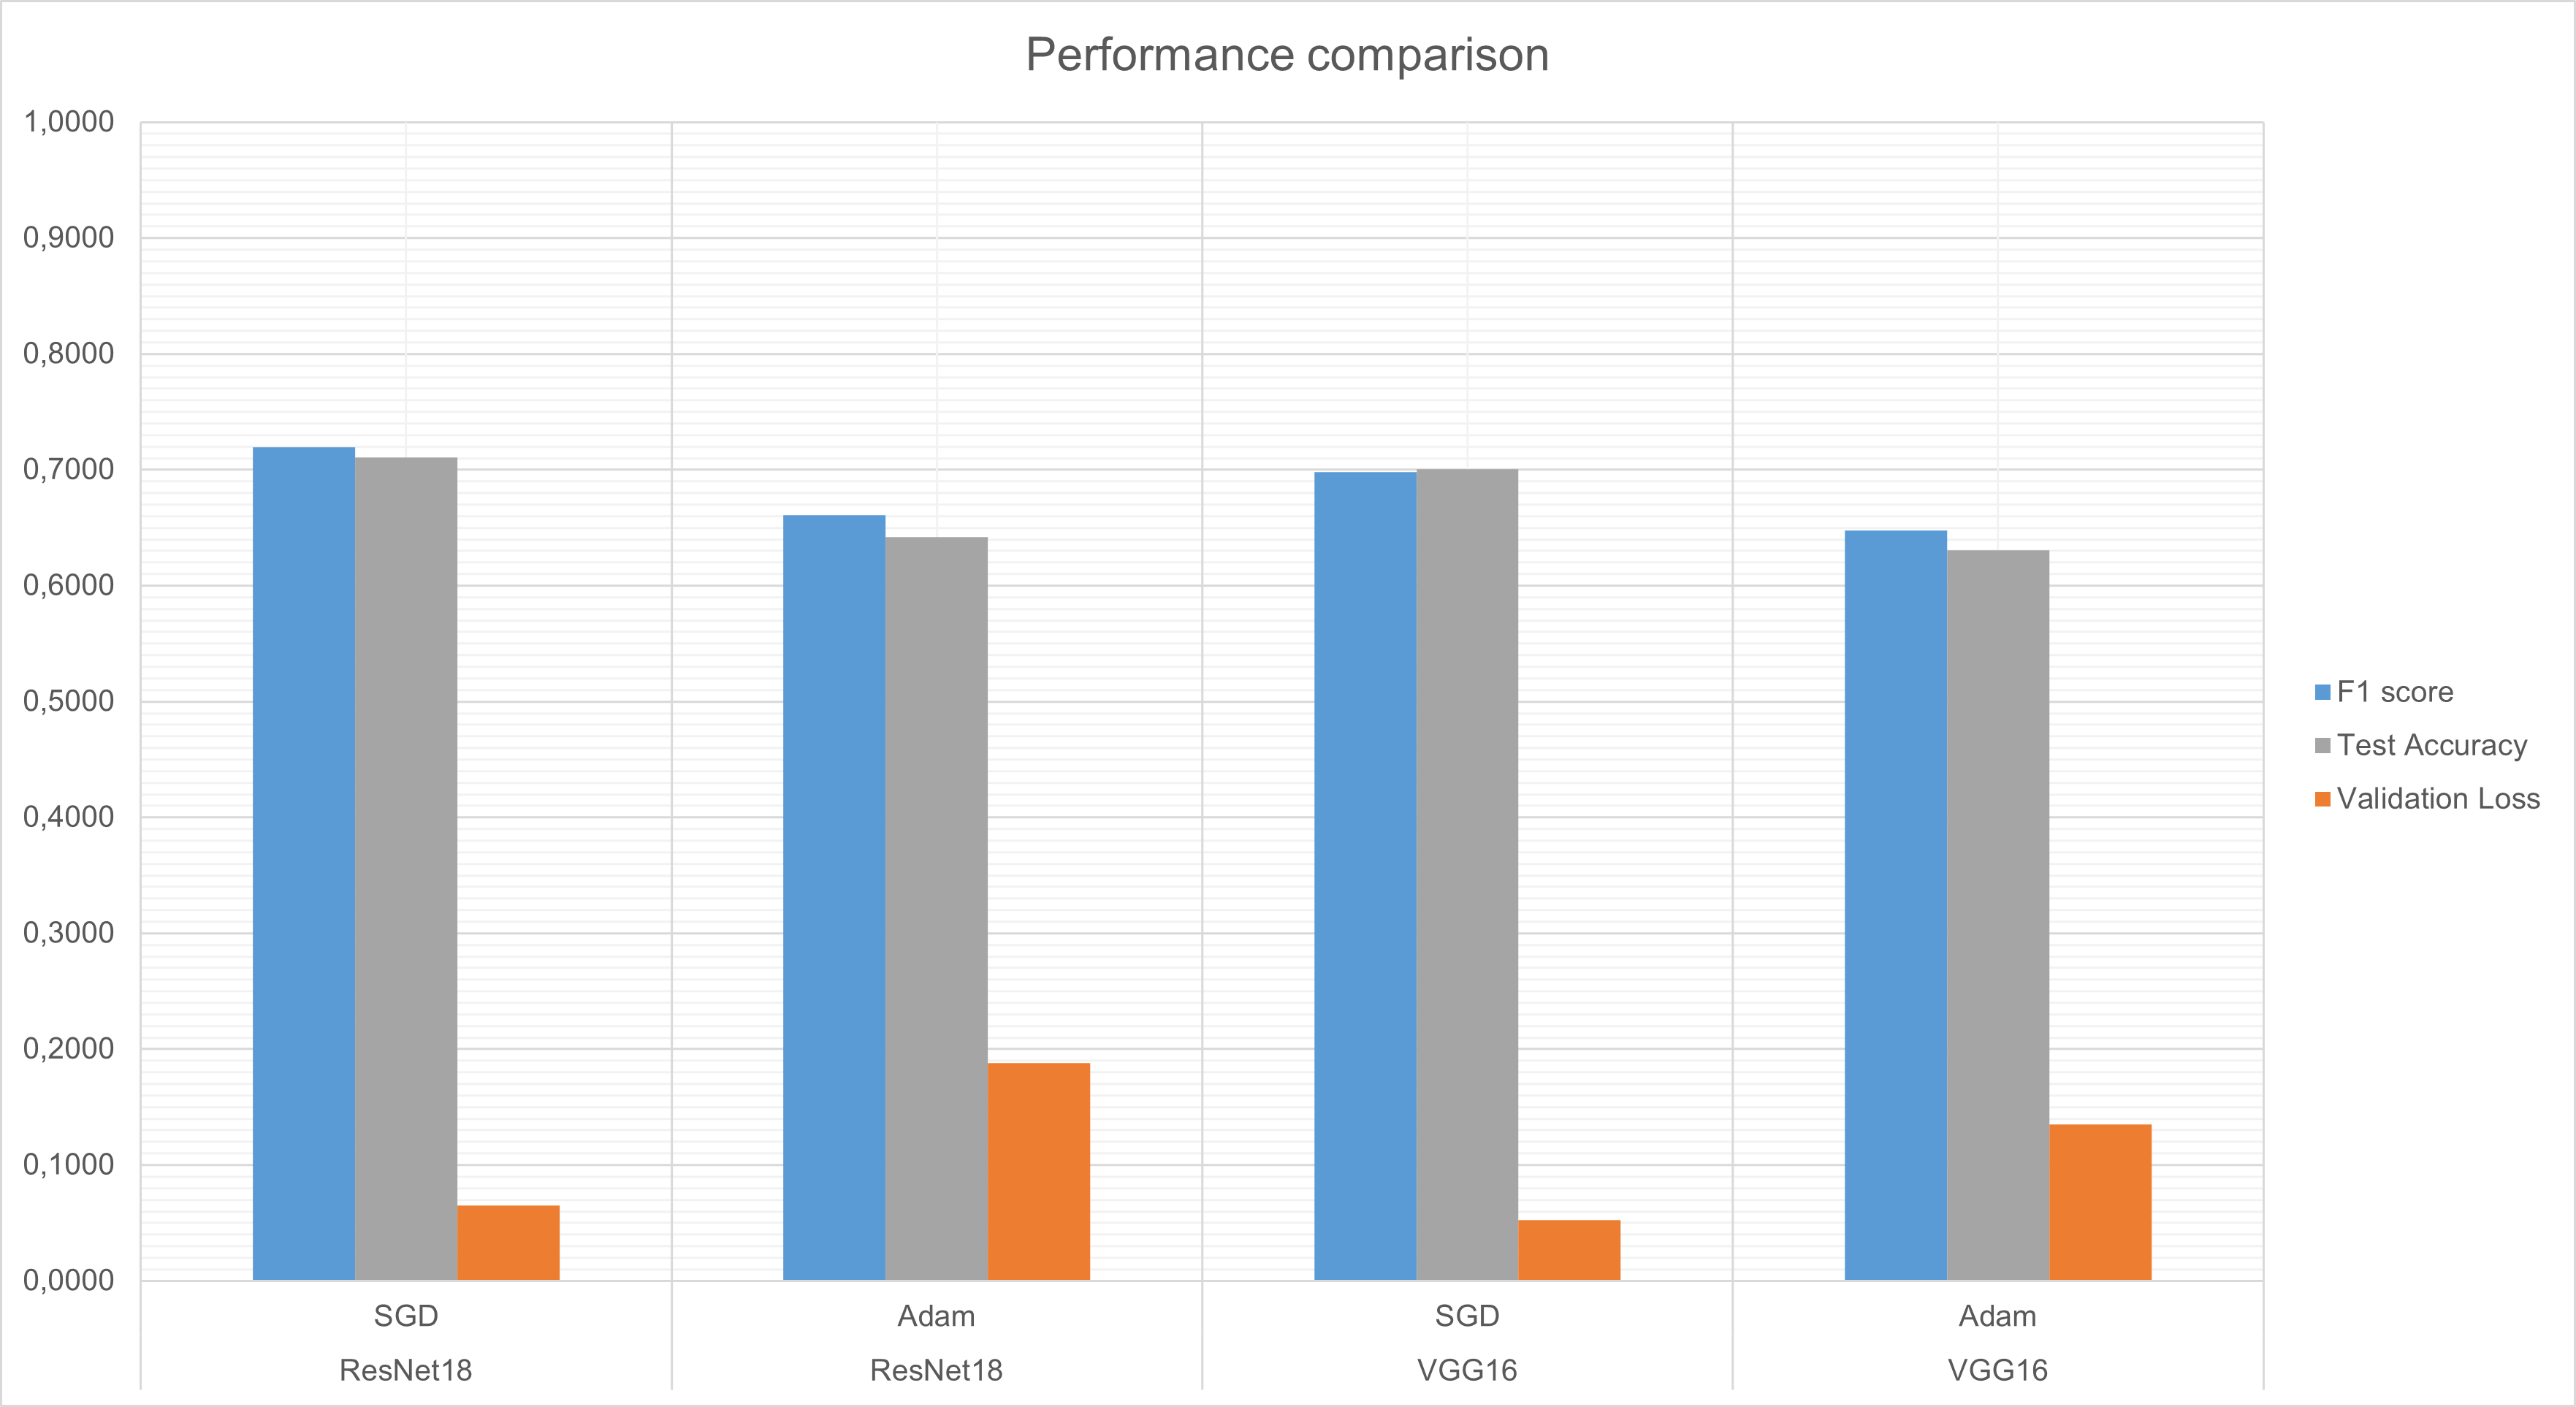 Performance comparison
1,0000
0,9000
0,8000
0,7000
0,6000
0,5000
0,4000
0,3000
0,2000
0,1000
0,0000
SGD Adam SGD Adam
ResNet18 ResNet18 VGG16 VGG16
F1 score
Test Accuracy
Validation Loss